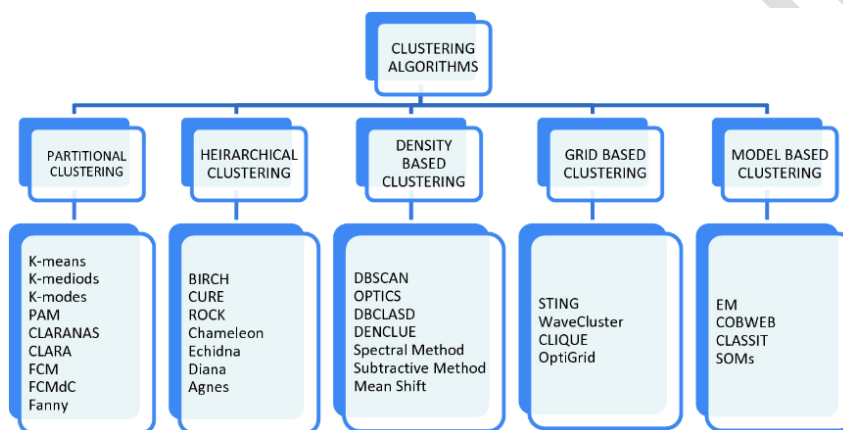 CLUSTERING
ALGORITHMS
PARTITIONAL
CLUSTERING
HEIRARCHICAL
CLUSTERING
DENSITY
BASED
CLUSTERING
GRID BASED
CLUSTERING
MODEL BASED
CLUSTERING
K-means
K-mediods
K-modes
PAM
CLARANAS
CLARA
FCM
FCMdC
Fanny
BIRCH
CURE
ROCK
Chameleon
Echidna
Diana
Agnes
DBSCAN
OPTICS
DBCLASD
DENCLUE
Spectral Method
Subtractive Method
Mean Shift
STING
WaveCluster
CLIQUE
OptiGrid
EM
COBWEB
CLASSIT
SOMs